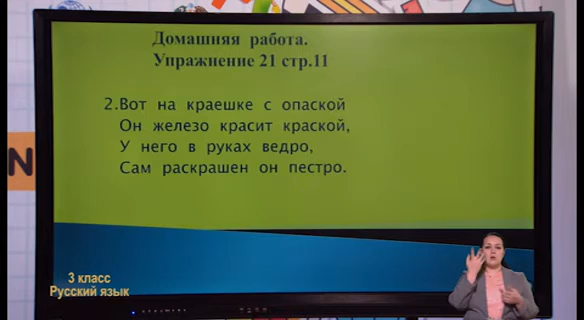 Домашняя работа.
Упражнение 21 стр.11
2.Вот на краешке с опаской
Он железо красит краской,
У него в руках ведро,
Сам раскрашен он пестро.
N
3 класс
Русский язык